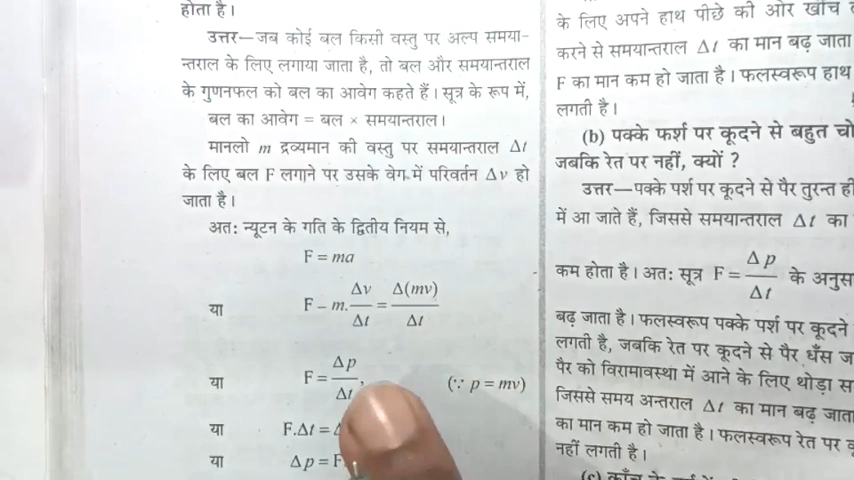 होता है।
उत्तर—जब कोई बल किसी वस्तु पर अल्प समया-
न्तराल के लिए लगाया जाता है, तो बल और समयान्तराल
के गुणनफल को बल का आवेग कहते हैं। सूत्र के रूप में,
बल का आवेग = बल × समयान्तराल।
मानलो m द्रव्यमान की वस्तु पर समयान्तराल Δt
के लिए बल F लगाने पर उसके वेग में परिवर्तन Δv हो
जाता है।
अत: न्यूटन के गति के द्वितीय नियम से,
F = ma
या F – m. Δv/Δt = Δ(mv)/Δt
या F = Δp/Δt, (∵ p = mv)
या F.Δt =
या Δp = F
के लिए अपने हाथ पीछे की ओर खींच
करने से समयान्तराल Δt का मान बढ़ जाता
F का मान कम हो जाता है। फलस्वरूप हाथ
लगती है।
(b) पक्के फर्श पर कूदने से बहुत
जबकि रेत पर नहीं, क्यों ?
उत्तर—पक्के पर्श पर कूदने से पैर तुरन्त ही
में आ जाते हैं, जिससे समयान्तराल Δt का
कम होता है। अत: सूत्र F = Δp/Δt के
बढ़ जाता है। फलस्वरूप पक्के पर्श पर कूदने
लगती है, जबकि रेत पर कूदने से पैर धँस
पैर को विरामावस्था में आने के लिए थोड़ा
जिससे समय अन्तराल Δt का मान बढ़ जाता
का मान कम हो जाता है। फलस्वरूप रेत पर
नहीं लगती है।